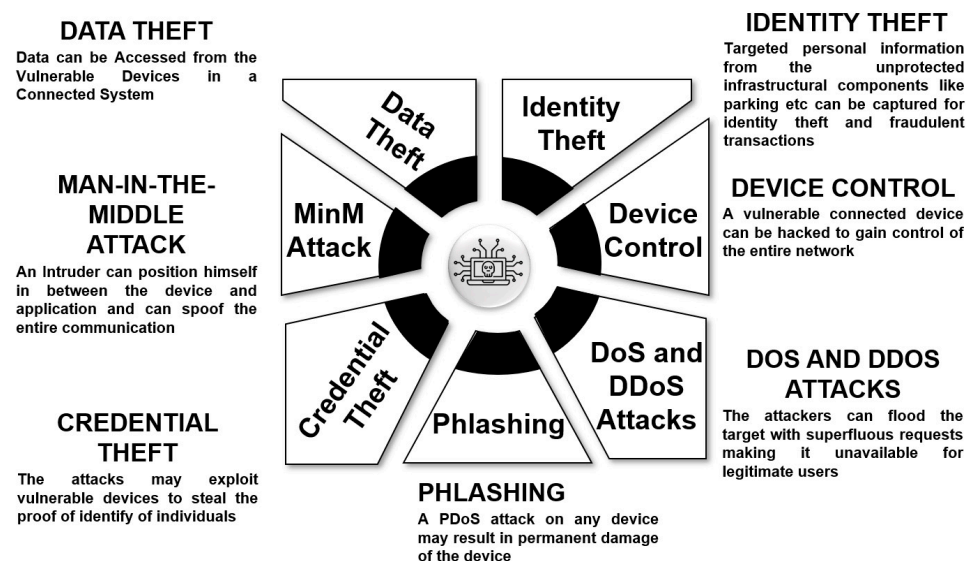 DATA THEFT
Data can be Accessed from the
Vulnerable Devices in a
Connected System
MAN-IN-THE-
MIDDLE
ATTACK
An Intruder can position himself
in between the device and
application and can spoof the
entire communication
CREDENTIAL
THEFT
The attacks may exploit
vulnerable devices to steal the
proof of identify of individuals
Data
Theft
Identity
Theft
MinM
Attack
Device
Control
Credential
Theft
Phlashing
DoS and
DDoS
Attacks
PHLASHING
A PDoS attack on any device
may result in permanent damage
of the device
IDENTITY THEFT
Targeted personal information
from the unprotected
infrastructural components like
parking etc can be captured for
identity theft and fraudulent
transactions
DEVICE CONTROL
A vulnerable connected device
can be hacked to gain control of
the entire network
DOS AND DDOS
ATTACKS
The attackers can flood the
target with superfluous requests
making it unavailable for
legitimate users